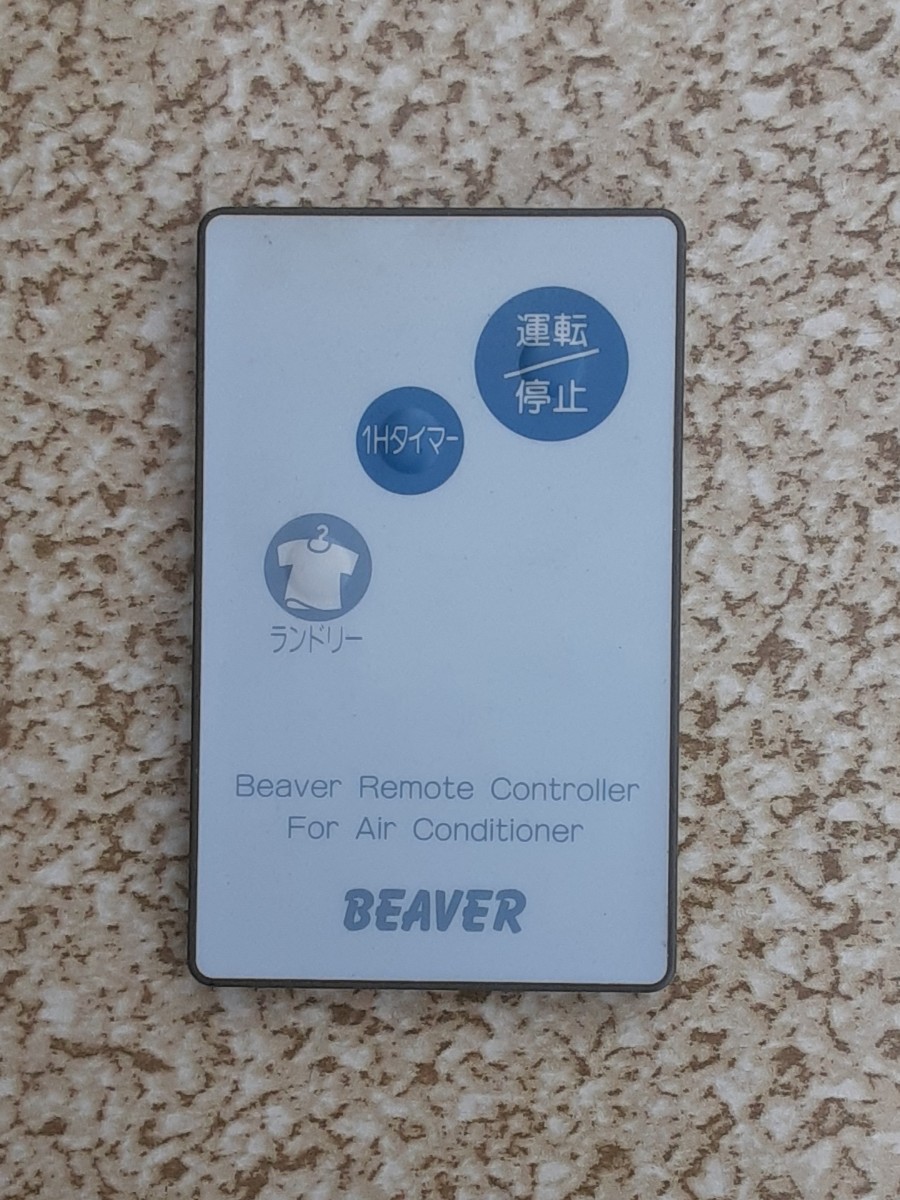 運転
停止
1Hタイマー
ランドリー
Beaver Remote Controller
For Air Conditioner
BEAVER